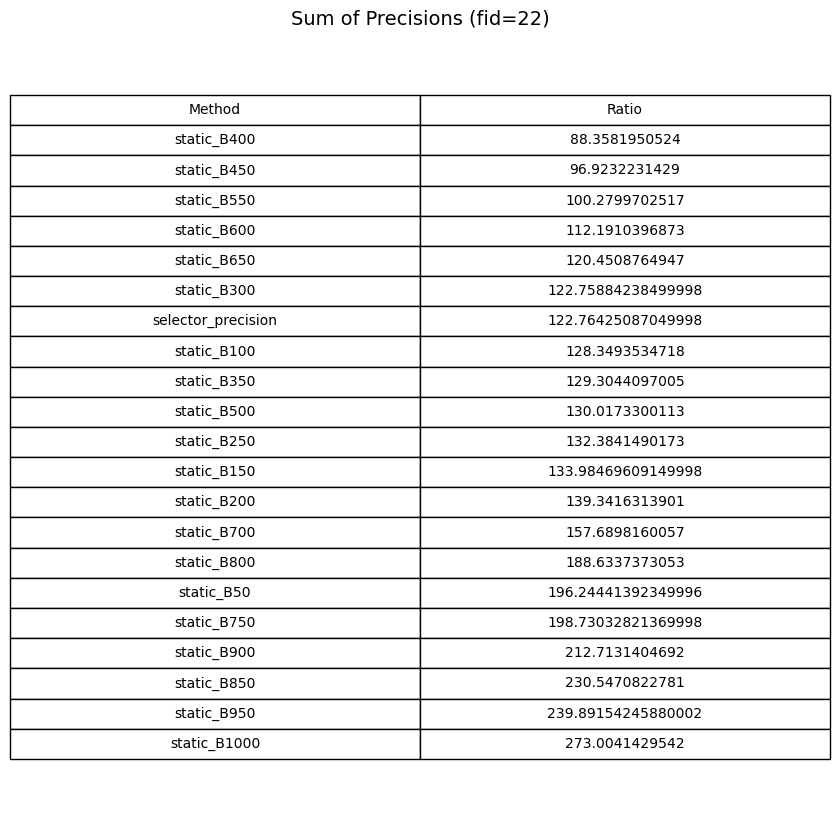 Sum of Precisions (fid=22)
Method Ratio
static_B400 88.3581950524
static_B450 96.9232231429
static_B550 100.2799702517
static_B600 112.1910396873
static_B650 120.4508764947
static_B300 122.75884238499998
selector_precision 122.76425087049998
static_B100 128.3493534718
static_B350 129.3044097005
static_B500 130.0173300113
static_B250 132.3841490173
static_B150 133.98469609149998
static_B200 139.3416313901
static_B700 157.6898160057
static_B800 188.6337373053
static_B50 196.24441392349996
static_B750 198.73032821369998
static_B900 212.7131404692
static_B850 230.5470822781
static_B950 239.89154245880002
static_B1000 273.0041429542